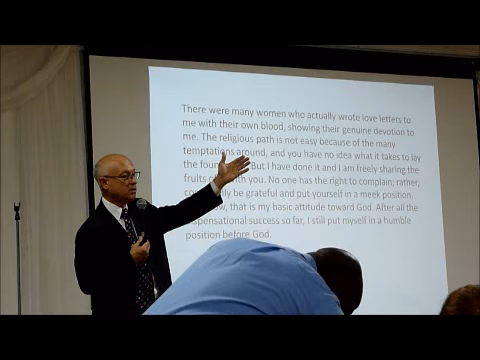 There were many women who actually wrote love letters to
me with their own blood, showing their genuine devotion to
me. The religious path is not easy because of the many
temptations around, and you have no idea what it takes to lay
the But I have done it and I am freely sharing the
fruits you. No one has the right to complain; rather,
be grateful and put yourself in a meek position.
that is my basic attitude toward God. After all the
dispensational success so far, I still put myself in a humble
position before God.